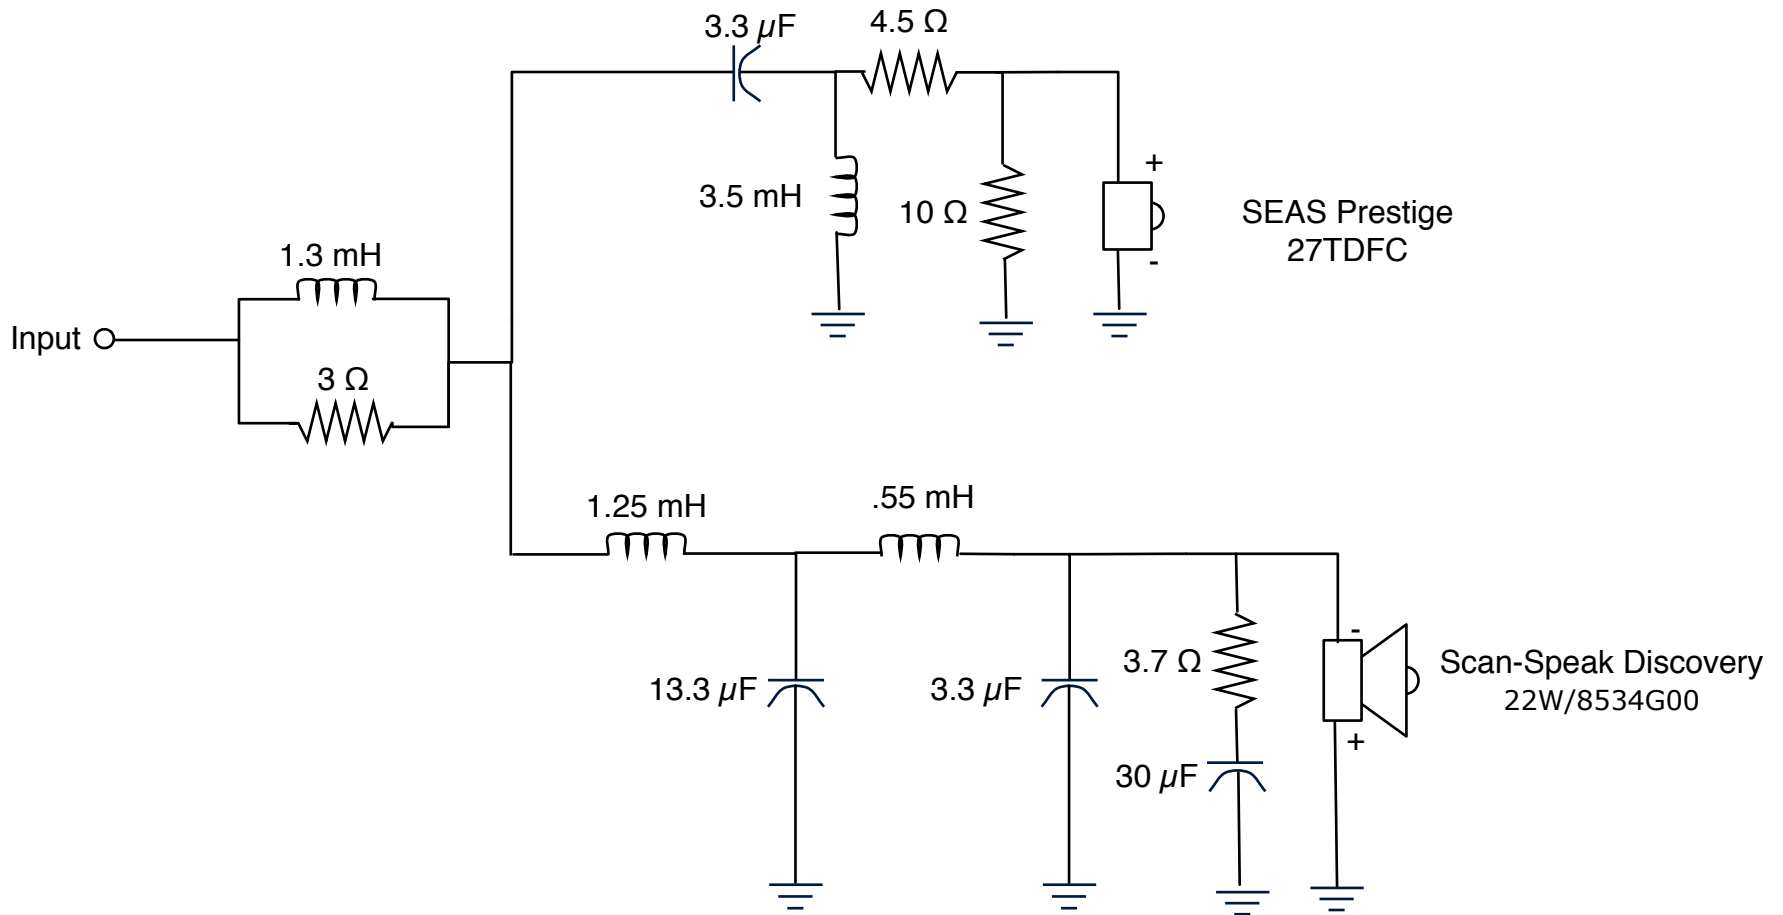 3.3 µF
4.5 Ω
3.5 mH
10 Ω
+
-
SEAS Prestige
27TDFC
1.3 mH
Input
3 Ω
1.25 mH
.55 mH
13.3 µF
3.3 µF
3.7 Ω
30 µF
-
+
Scan-Speak Discovery
22W/8534G00